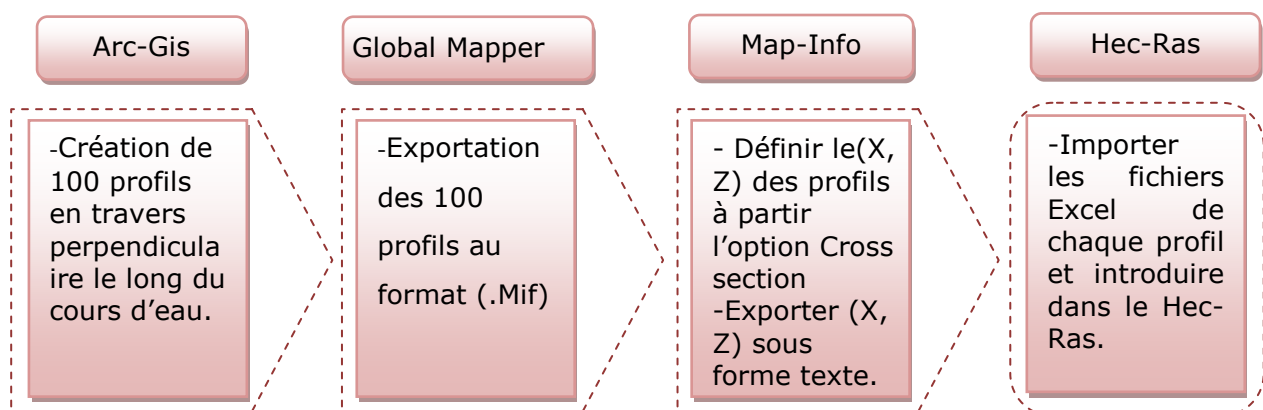 Arc-Gis
Global Mapper
Map-Info
Hec-Ras
-Création de
100 profils
en travers
perpendicula
ire le long du
cours d'eau.
-Exportation
des 100
profils au
format (.Mif)
- Définir le(X,
Z) des profils
à partir
l'option Cross
section
-Exporter (X,
Z) sous
forme texte.
-Importer
les fichiers
Excel de
chaque profil
et introduire
dans le Hec-
Ras.